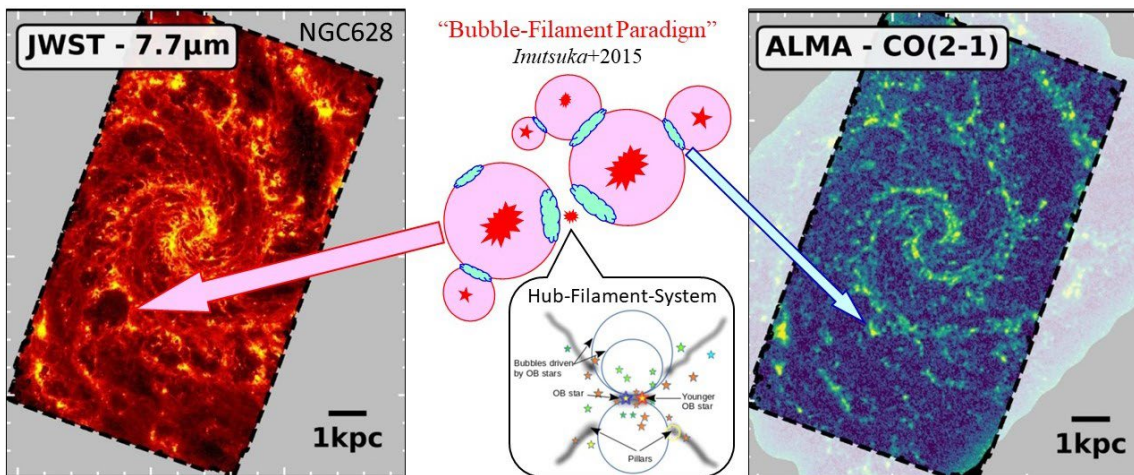 JWST - 7.7μm
NGC628
1kpc
“Bubble-Filament Paradigm”
Inutsuka+2015
Hub-Filament-System
Bubbles driven
by OB stars
OB star
Younger
OB star
Pillars
ALMA - CO(2-1)
1kpc